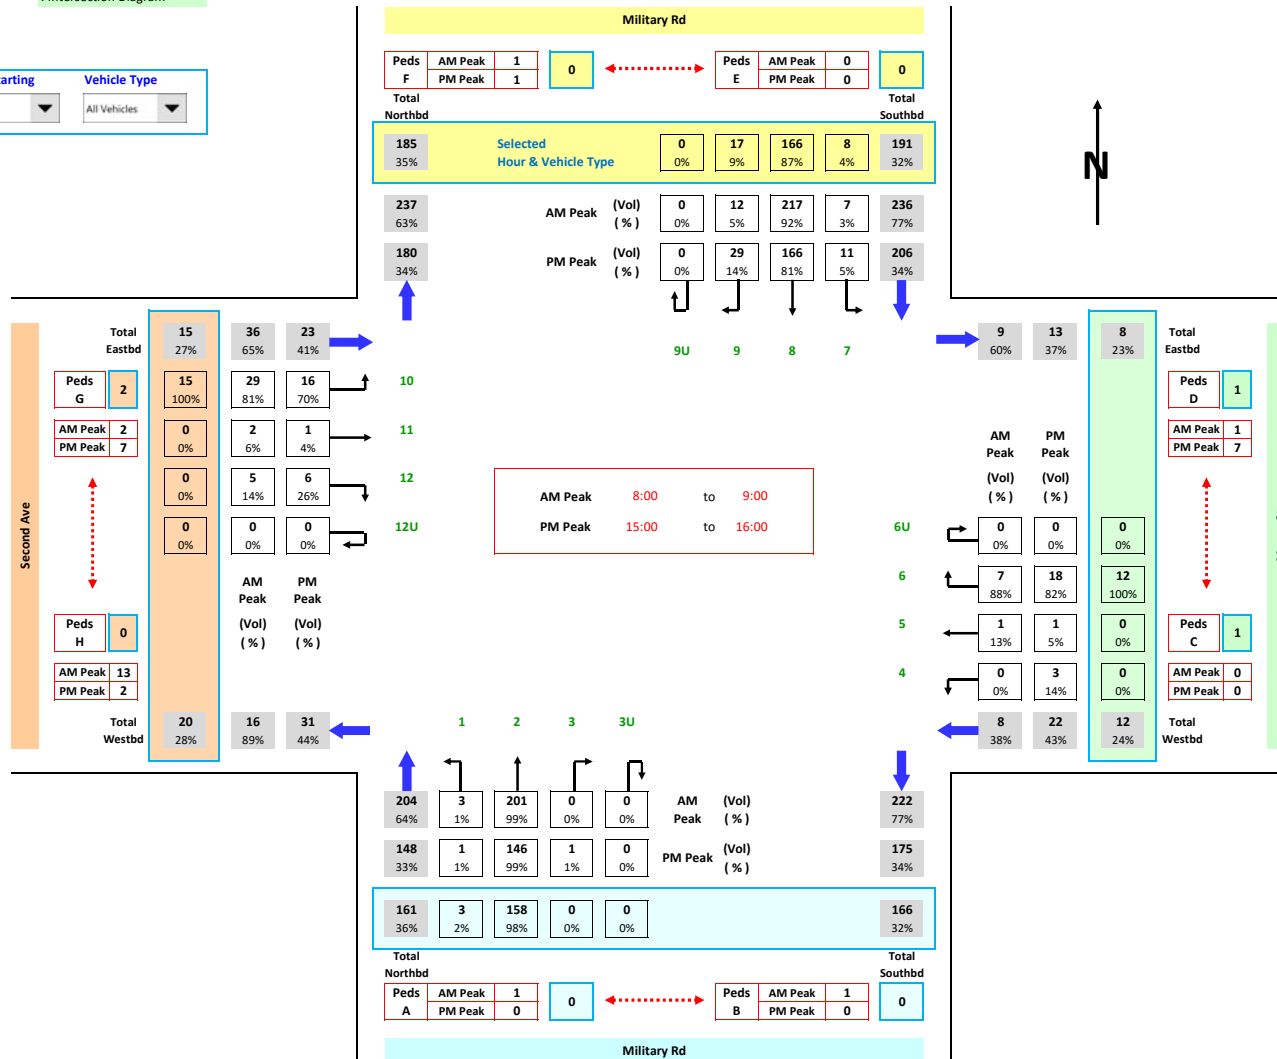 Military Rd
arting Vehicle Type
All Vehicles
Peds AM Peak 1 0 Peds AM Peak 0 0
F PM Peak 1 E PM Peak 0
Total Total
Northbd Southbd
185 Selected 0 17 166 8 191
35% Hour & Vehicle Type 0% 9% 87% 4% 32%
237 AM Peak (Vol) 0 12 217 7 236
63% ( % ) 0% 5% 92% 3% 77%
180 PM Peak (Vol) 0 29 166 11 206
34% ( % ) 0% 14% 81% 5% 34%
N
Total 15 36 23 9 13 8 Total
Eastbd 27% 65% 41% 60% 37% 23% Eastbd
9U 9 8 7
Peds 2 15 29 16 10 Peds 1
G 100% 81% 70% D
AM Peak 2 0 2 1 11 AM Peak 1
PM Peak 7 0% 6% 4% PM Peak 7
AM PM
Peak Peak
(Vol) (Vol)
( % ) ( % )
0 5 6 12
0% 14% 26%
AM Peak 8:00 to 9:00
PM Peak 15:00 to 16:00
Second Ave
0 0 0 12U 6U 0 0 0
0% 0% 0% 0% 0% 0%
AM PM 6 7 18 12
Peak Peak 88% 82% 100%
(Vol) (Vol)
( % ) ( % )
Peds 0 5 1 1 0 Peds 1
H 13% 5% 0% C
AM Peak 13 4 0 3 0 AM Peak 0
PM Peak 2 0% 14% 0% PM Peak 0
Total 20 16 31 8 22 12 Total
Westbd 28% 89% 44% 38% 43% 24% Westbd
1 2 3 3U
204 3 201 0 0 AM (Vol) 222
64% 1% 99% 0% 0% Peak ( % ) 77%
148 1 146 1 0 PM Peak (Vol) 175
33% 1% 99% 1% 0% ( % ) 34%
161 3 158 0 0 166
36% 2% 98% 0% 0% 32%
Total Total
Northbd Southbd
Peds AM Peak 1 0 Peds AM Peak 1 0
A PM Peak 0 B PM Peak 0
Military Rd